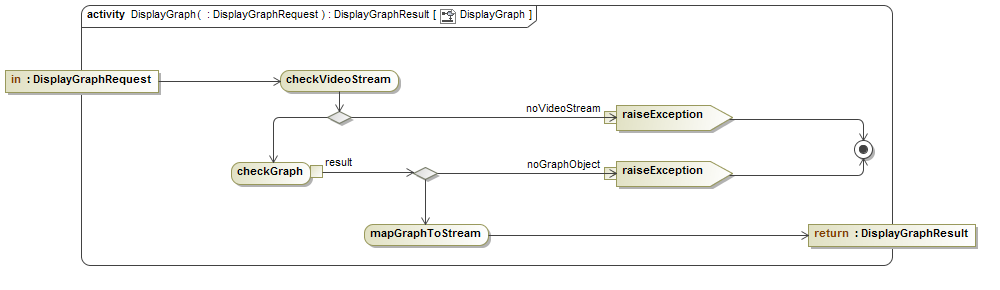 activity DisplayGraph( : DisplayGraphRequest ) : DisplayGraphResult [ DisplayGraph ]
in : DisplayGraphRequest
checkVideoStream
noVideoStream
raiseException
checkGraph
result
noGraphObject
raiseException
mapGraphToStream
return : DisplayGraphResult